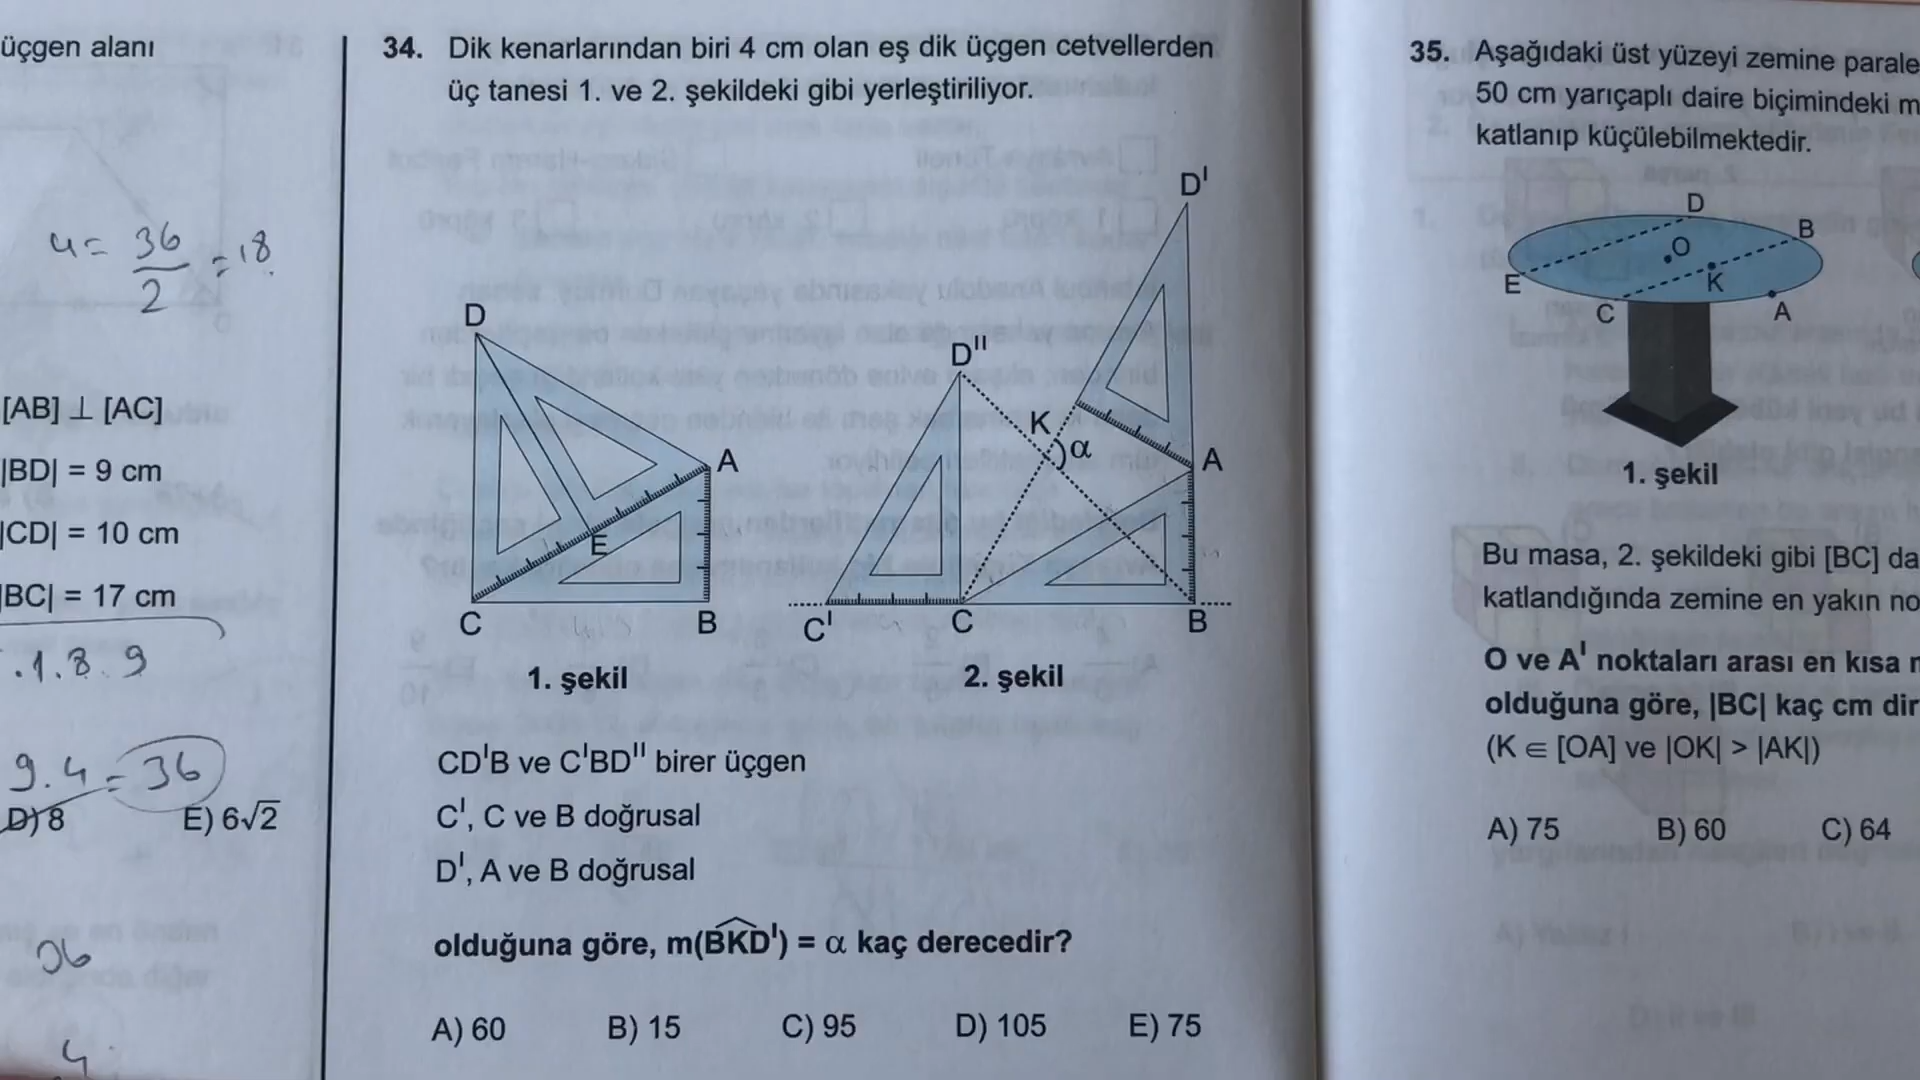 üçgen alanı
u = 36/2 = 18
[AB] ⊥ [AC]
|BD| = 9 cm
|CD| = 10 cm
|BC| = 17 cm
.1.8.9
9.4 = 36
D) 8 E) 6√2
36
34. Dik kenarlarından biri 4 cm olan eş dik üçgen cetvellerden
üç tanesi 1. ve 2. şekildeki gibi yerleştiriliyor.
D
A
E
C
B
1. şekil
D'
D''
K
α
A
C'
C
B
2. şekil
CD'B ve C'BD'' birer üçgen
C', C ve B doğrusal
D', A ve B doğrusal
olduğuna göre, m(BKD') = α kaç derecedir?
A) 60 B) 15 C) 95 D) 105 E) 75
35. Aşağıdaki üst yüzeyi zemine parale
50 cm yarıçaplı daire biçimindeki m
katlanıp küçülebilmektedir.
D
B
O
E
K
C
A
1. şekil
Bu masa, 2. şekildeki gibi [BC] da
katlandığında zemine en yakın no
O ve A' noktaları arası en kısa m
olduğuna göre, |BC| kaç cm dir
(K ∈ [OA] ve |OK| > |AK|)
A) 75 B) 60 C) 64